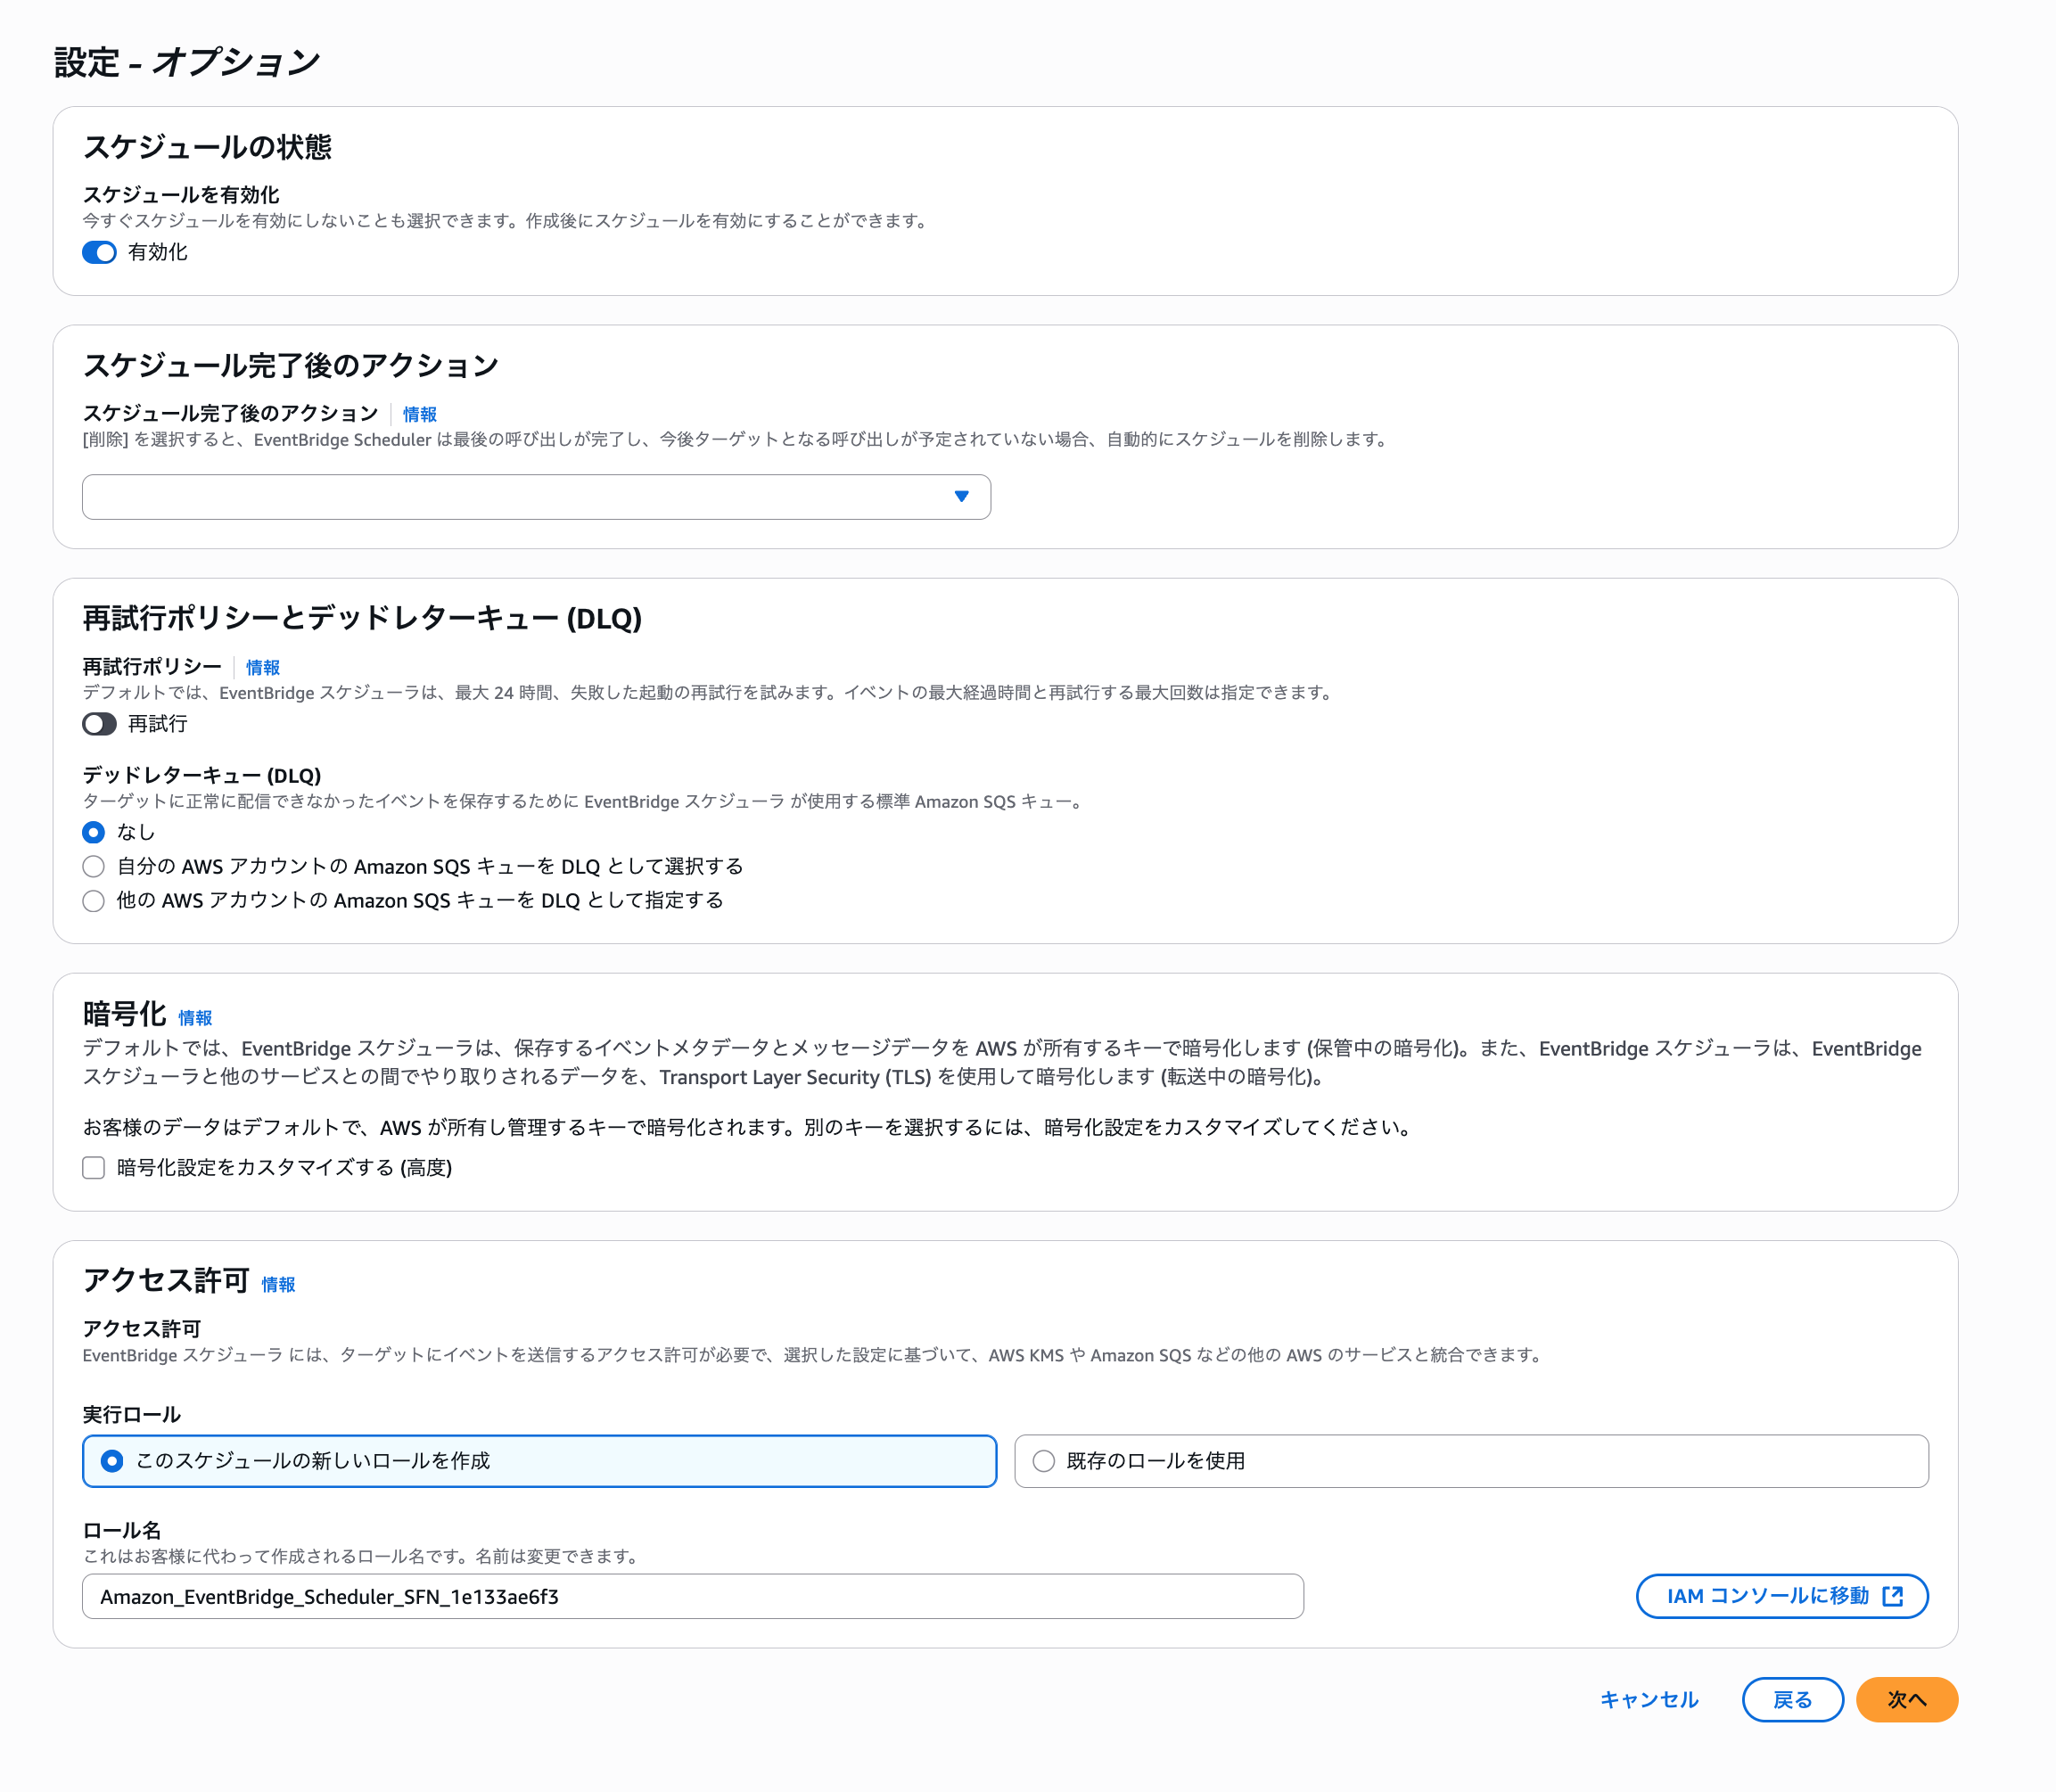 設定 - オプション
スケジュールの状態
スケジュールを有効化
今すぐスケジュールを有効にしないことも選択できます。作成後にスケジュールを有効にすることができます。
有効化
スケジュール完了後のアクション
スケジュール完了後のアクション 情報
[削除] を選択すると、EventBridge Scheduler は最後の呼び出しが完了し、今後ターゲットとなる呼び出しが予定されていない場合、自動的にスケジュールを削除します。
再試行ポリシーとデッドレターキュー (DLQ)
再試行ポリシー 情報
デフォルトでは、EventBridge スケジューラは、最大 24 時間、失敗した起動の再試行を試みます。イベントの最大経過時間と再試行する最大回数は指定できます。
再試行
デッドレターキュー (DLQ)
ターゲットに正常に配信できなかったイベントを保存するために EventBridge スケジューラ が使用する標準 Amazon SQS キュー。
なし
自分の AWS アカウントの Amazon SQS キューを DLQ として選択する
他の AWS アカウントの Amazon SQS キューを DLQ として指定する
暗号化 情報
デフォルトでは、EventBridge スケジューラは、保存するイベントメタデータとメッセージデータを AWS が所有するキーで暗号化します (保管中の暗号化)。また、EventBridge スケジューラは、EventBridge
スケジューラと他のサービスとの間でやり取りされるデータを、Transport Layer Security (TLS) を使用して暗号化します (転送中の暗号化)。
お客様のデータはデフォルトで、AWS が所有し管理するキーで暗号化されます。別のキーを選択するには、暗号化設定をカスタマイズしてください。
暗号化設定をカスタマイズする (高度)
アクセス許可 情報
アクセス許可
EventBridge スケジューラ には、ターゲットにイベントを送信するアクセス許可が必要で、選択した設定に基づいて、AWS KMS や Amazon SQS などの他の AWS のサービスと統合できます。
実行ロール
このスケジュールの新しいロールを作成
既存のロールを使用
ロール名
これはお客様に代わって作成されるロール名です。名前は変更できます。
Amazon_EventBridge_Scheduler_SFN_1e133ae6f3
IAM コンソールに移動
キャンセル
戻る
次へ